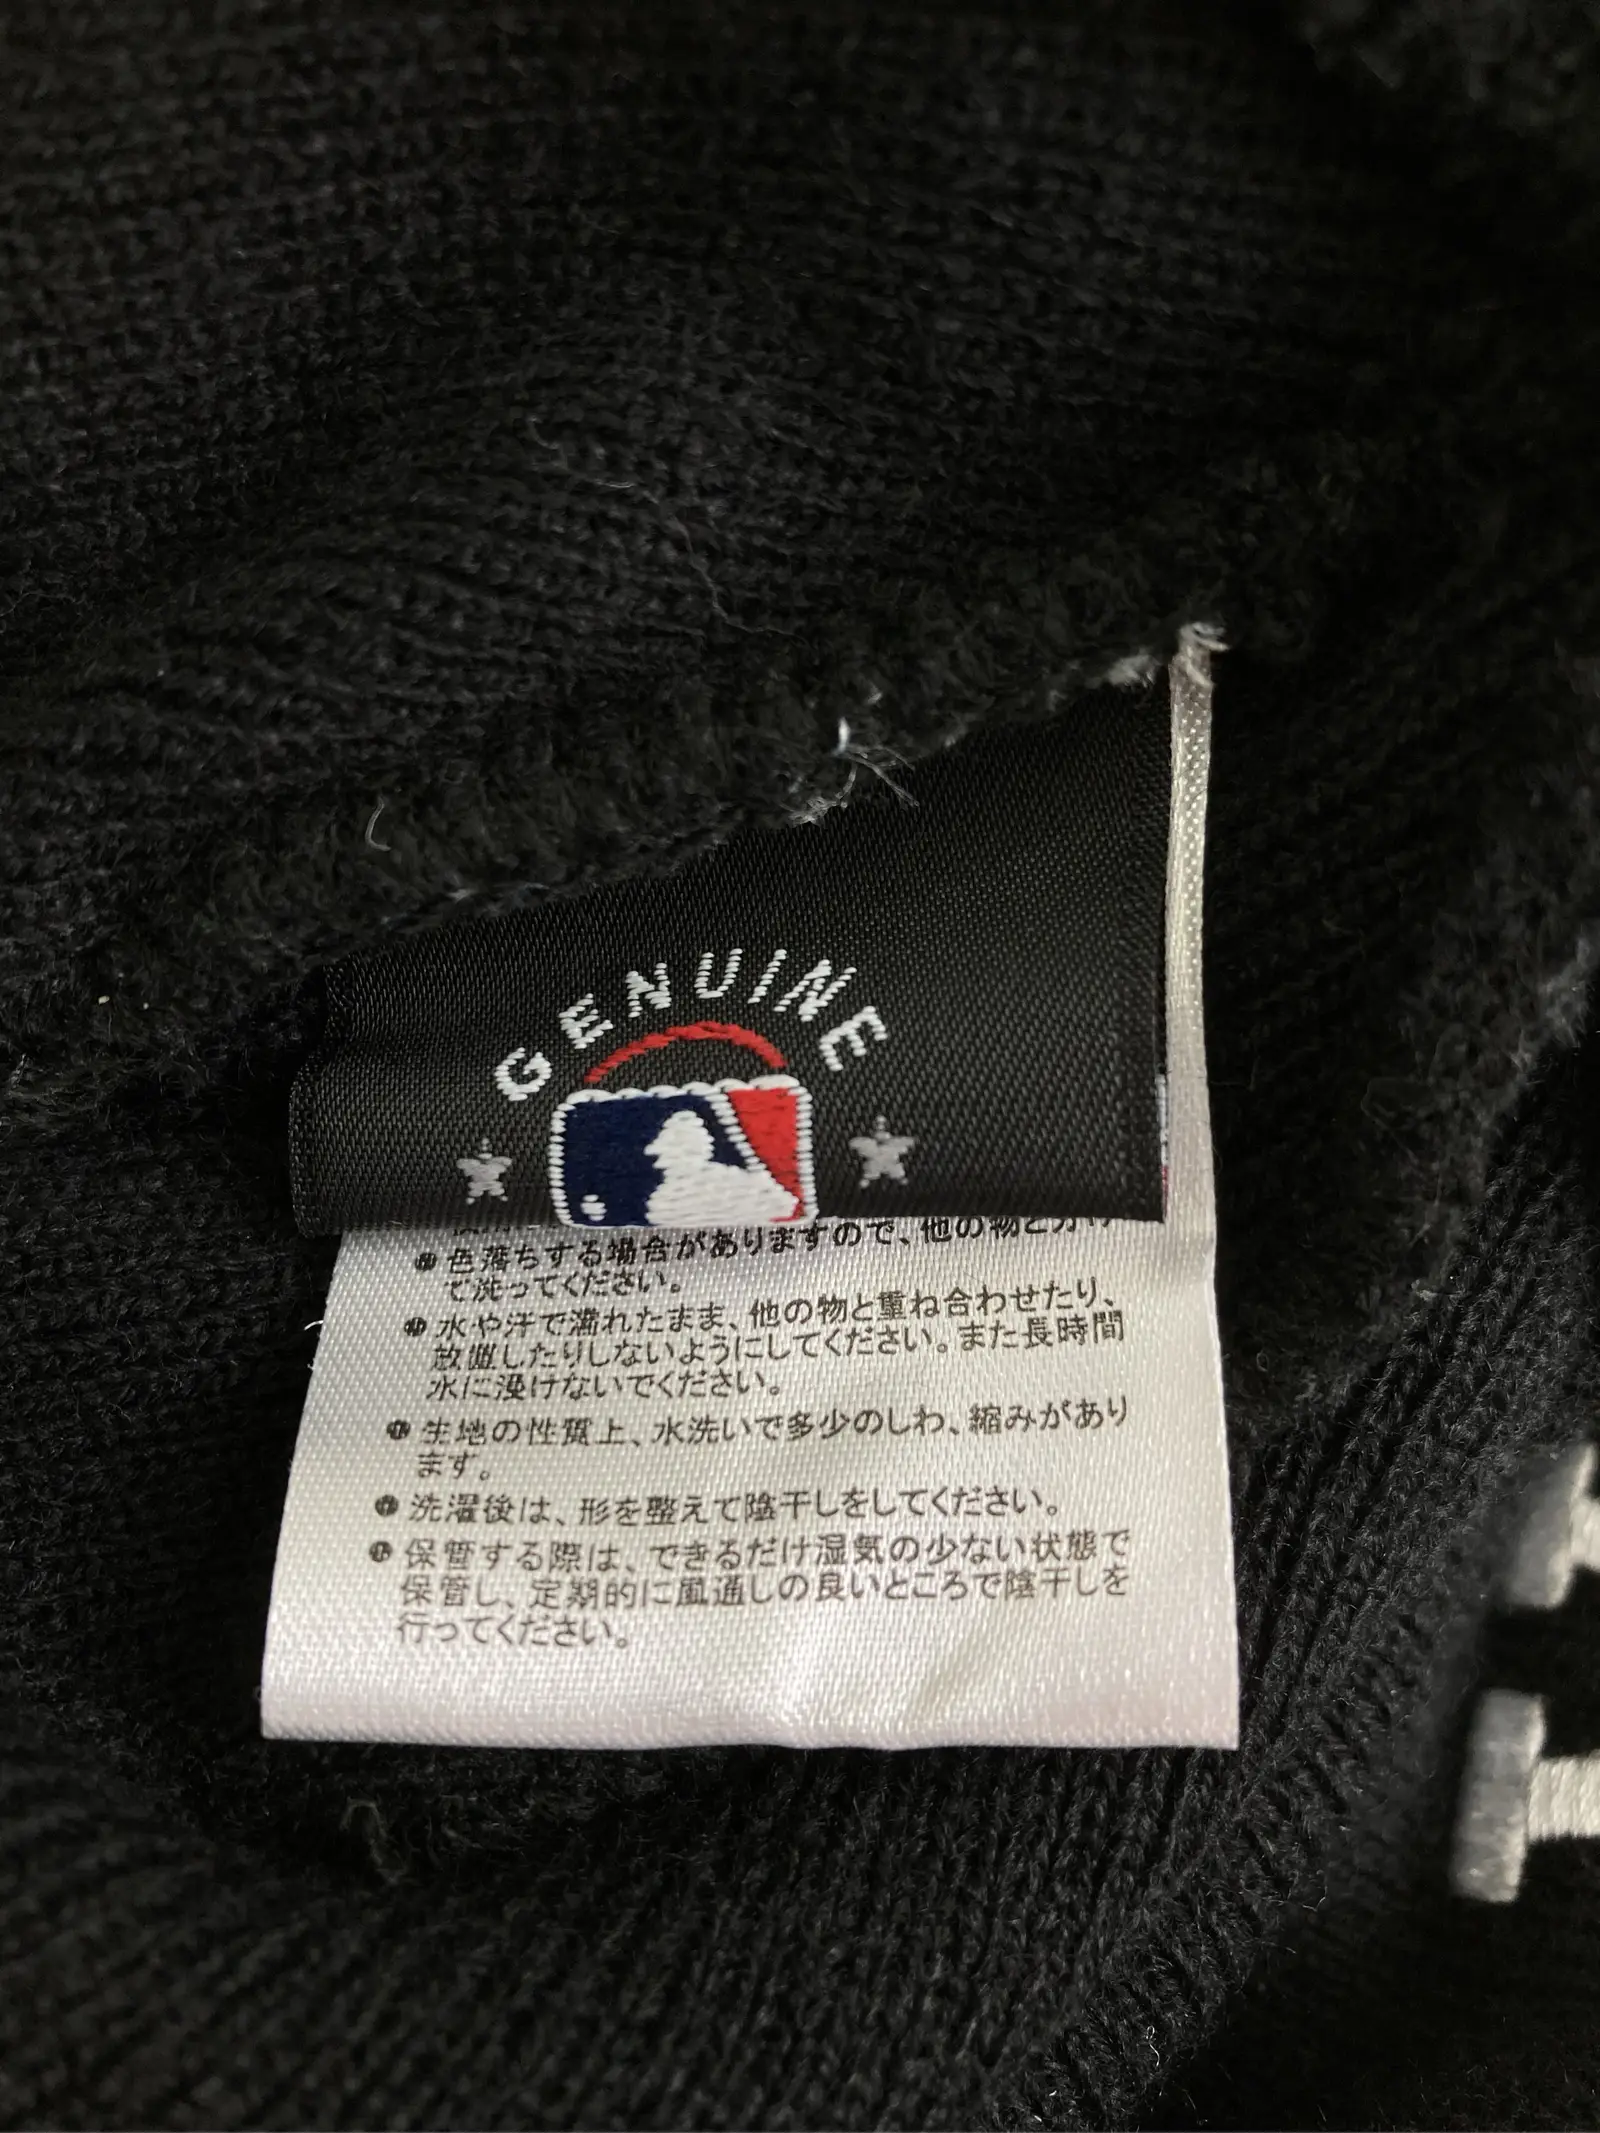 GENUINE
● 色落ちする場合がありますので、他の物と分け
で洗ってください。
● 水や汗で濡れたまま、他の物と重ね合わせたり、
放置したりしないようにしてください。また長時間
水に浸けないでください。
● 生地の性質上、水洗いで多少のしわ、縮みがあり
ます。
● 洗濯後は、形を整えて陰干しをしてください。
● 保管する際は、できるだけ湿気の少ない状態で
保管し、定期的に風通しの良いところで陰干しを
行ってください。